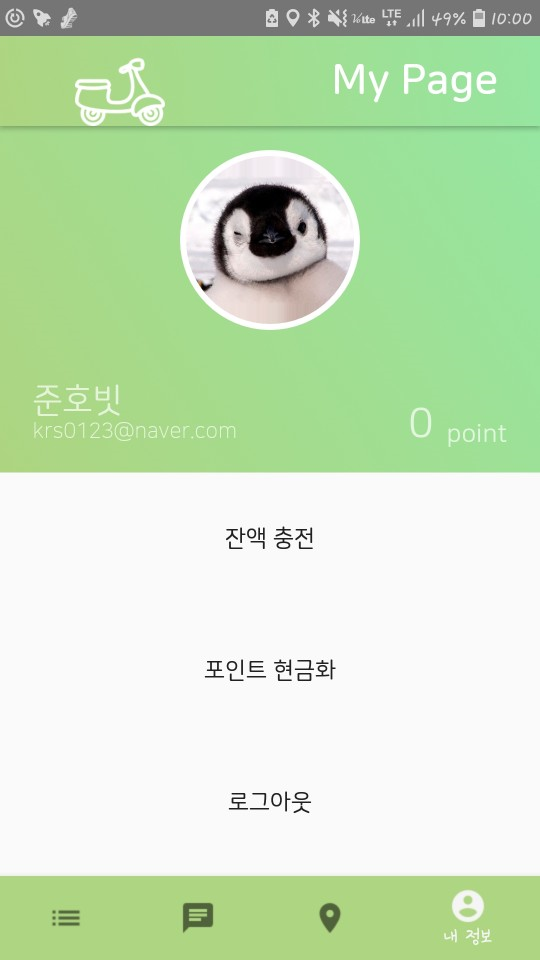 LTE 49% 10:00
My Page
준호빗
krs0123@naver.com
0 point
잔액 충전
포인트 현금화
로그아웃
내 정보